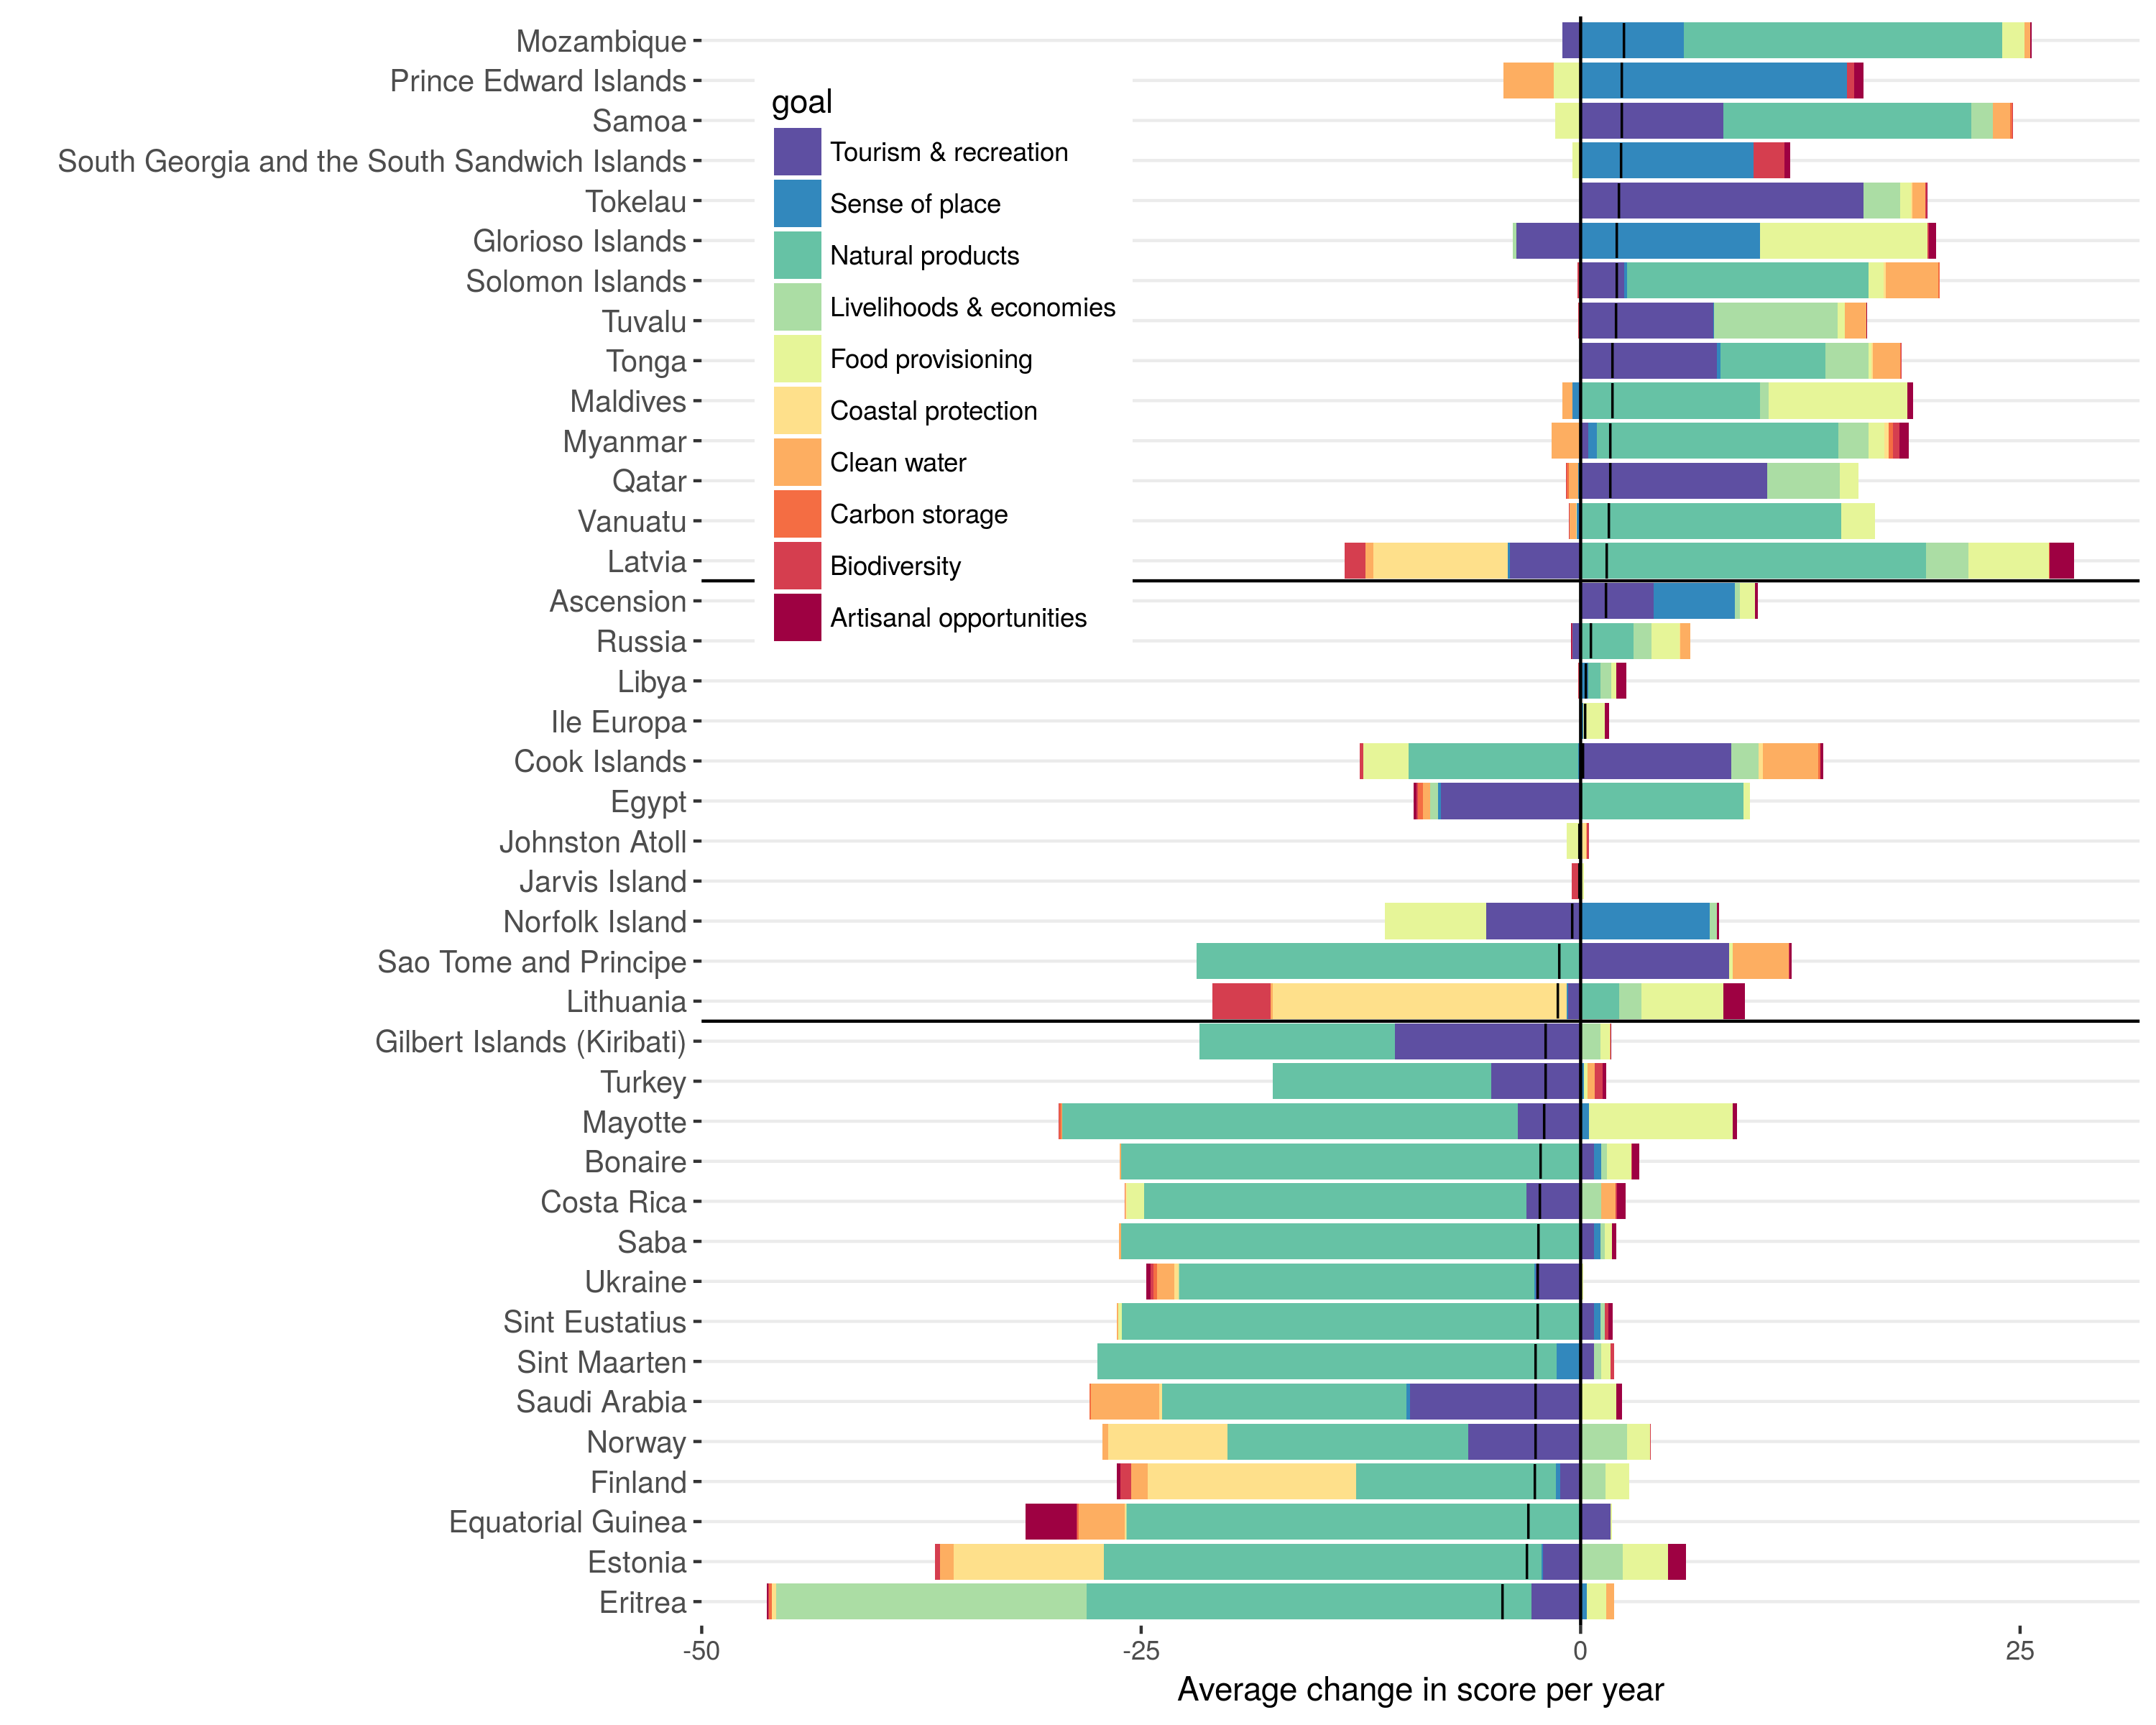 Mozambique
Prince Edward Islands
Samoa
South Georgia and the South Sandwich Islands
Tokelau
Glorioso Islands
Solomon Islands
Tuvalu
Tonga
Maldives
Myanmar
Qatar
Vanuatu
Latvia
Ascension
Russia
Libya
Ile Europa
Cook Islands
Egypt
Johnston Atoll
Jarvis Island
Norfolk Island
Sao Tome and Principe
Lithuania
Gilbert Islands (Kiribati)
Turkey
Mayotte
Bonaire
Costa Rica
Saba
Ukraine
Sint Eustatius
Sint Maarten
Saudi Arabia
Norway
Finland
Equatorial Guinea
Estonia
Eritrea
goal
Tourism & recreation
Sense of place
Natural products
Livelihoods & economies
Food provisioning
Coastal protection
Clean water
Carbon storage
Biodiversity
Artisanal opportunities
-50 -25 0 25
Average change in score per year